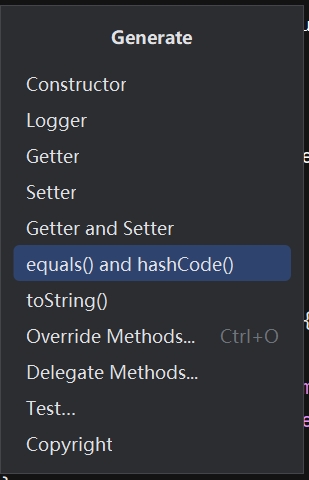 Generate
Constructor
Logger
Getter
Setter
Getter and Setter
equals() and hashCode()
toString()
Override Methods... Ctrl+O
Delegate Methods...
Test...
Copyright